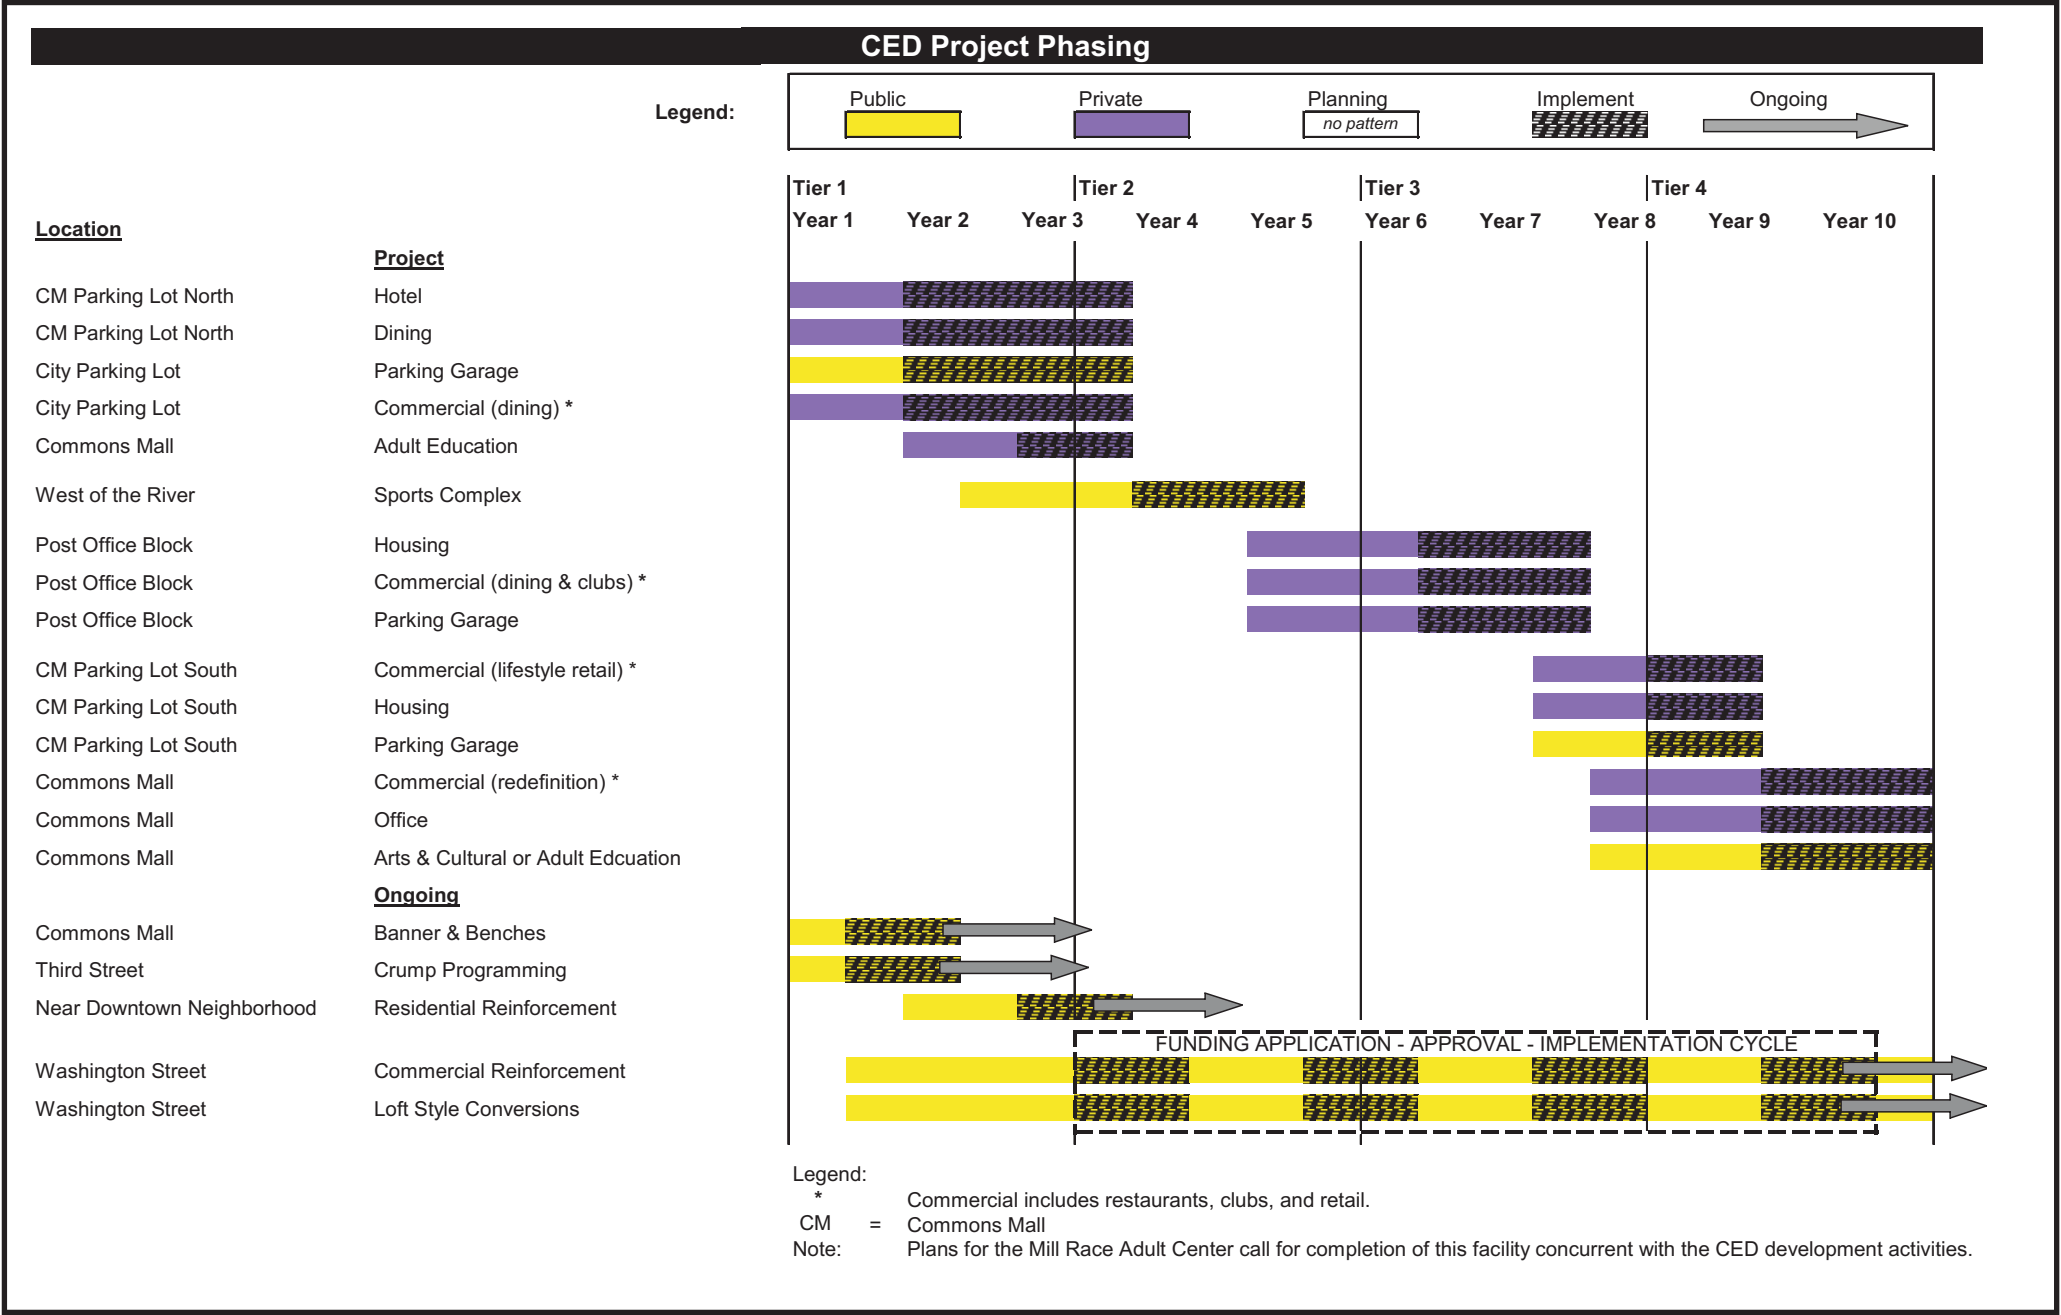 CED Project Phasing
Legend:
Public
Private
Planning
Implement
Ongoing
no pattern
Tier 1
Tier 2
Tier 3
Tier 4
Year 1
Year 2
Year 3
Year 4
Year 5
Year 6
Year 7
Year 8
Year 9
Year 10
Location
Project
CM Parking Lot North Hotel
CM Parking Lot North Dining
City Parking Lot Parking Garage
City Parking Lot Commercial (dining) *
Commons Mall Adult Education
West of the River Sports Complex
Post Office Block Housing
Post Office Block Commercial (dining & clubs) *
Post Office Block Parking Garage
CM Parking Lot South Commercial (lifestyle retail) *
CM Parking Lot South Housing
CM Parking Lot South Parking Garage
Commons Mall Commercial (redefinition) *
Commons Mall Office
Commons Mall Arts & Cultural or Adult Edcuation
Ongoing
Commons Mall Banner & Benches
Third Street Crump Programming
Near Downtown Neighborhood Residential Reinforcement
FUNDING APPLICATION - APPROVAL - IMPLEMENTATION CYCLE
Washington Street Commercial Reinforcement
Washington Street Loft Style Conversions
Legend:
* Commercial includes restaurants, clubs, and retail.
CM = Commons Mall
Note: Plans for the Mill Race Adult Center call for completion of this facility concurrent with the CED development activities.